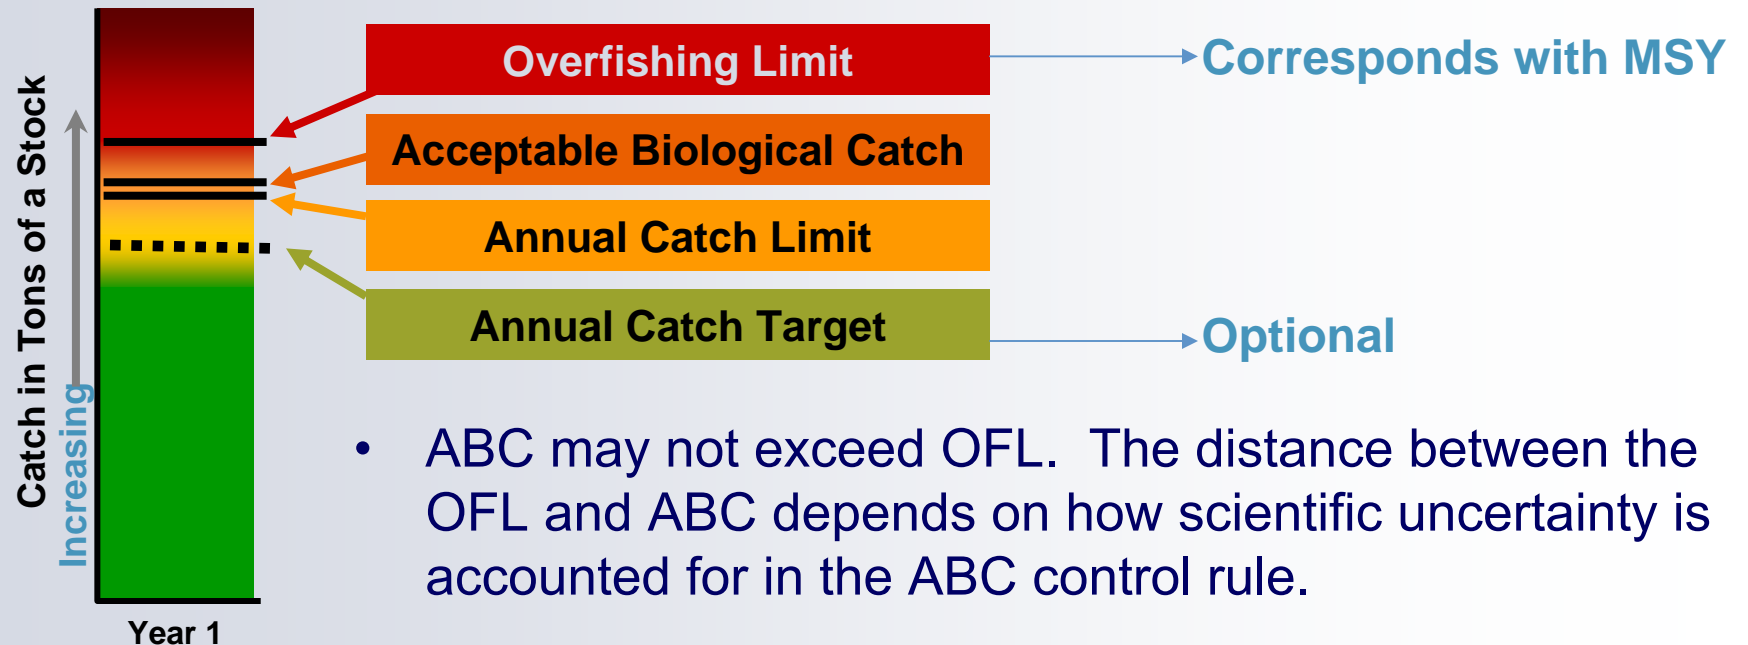 Catch in Tons of a Stock
Increasing
Year 1
Overfishing Limit
Corresponds with MSY
Acceptable Biological Catch
Annual Catch Limit
Annual Catch Target
Optional
• ABC may not exceed OFL. The distance between the
OFL and ABC depends on how scientific uncertainty is
accounted for in the ABC control rule.